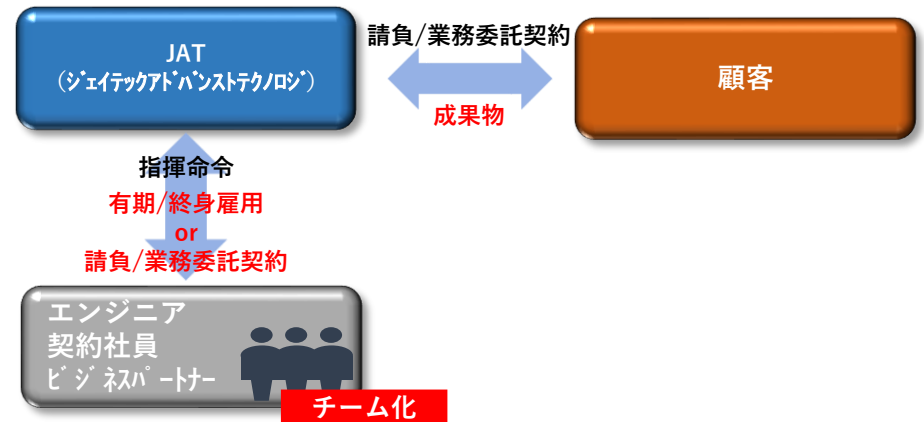 JAT
（ｼﾞｪｲテックアドバンストテクノロジ）
請負/業務委託契約
成果物
顧客
指揮命令
有期/終身雇用
or
請負/業務委託契約
エンジニア
契約社員
ﾋﾞｼﾞﾈｽﾊﾟｰﾄﾅｰ
チーム化